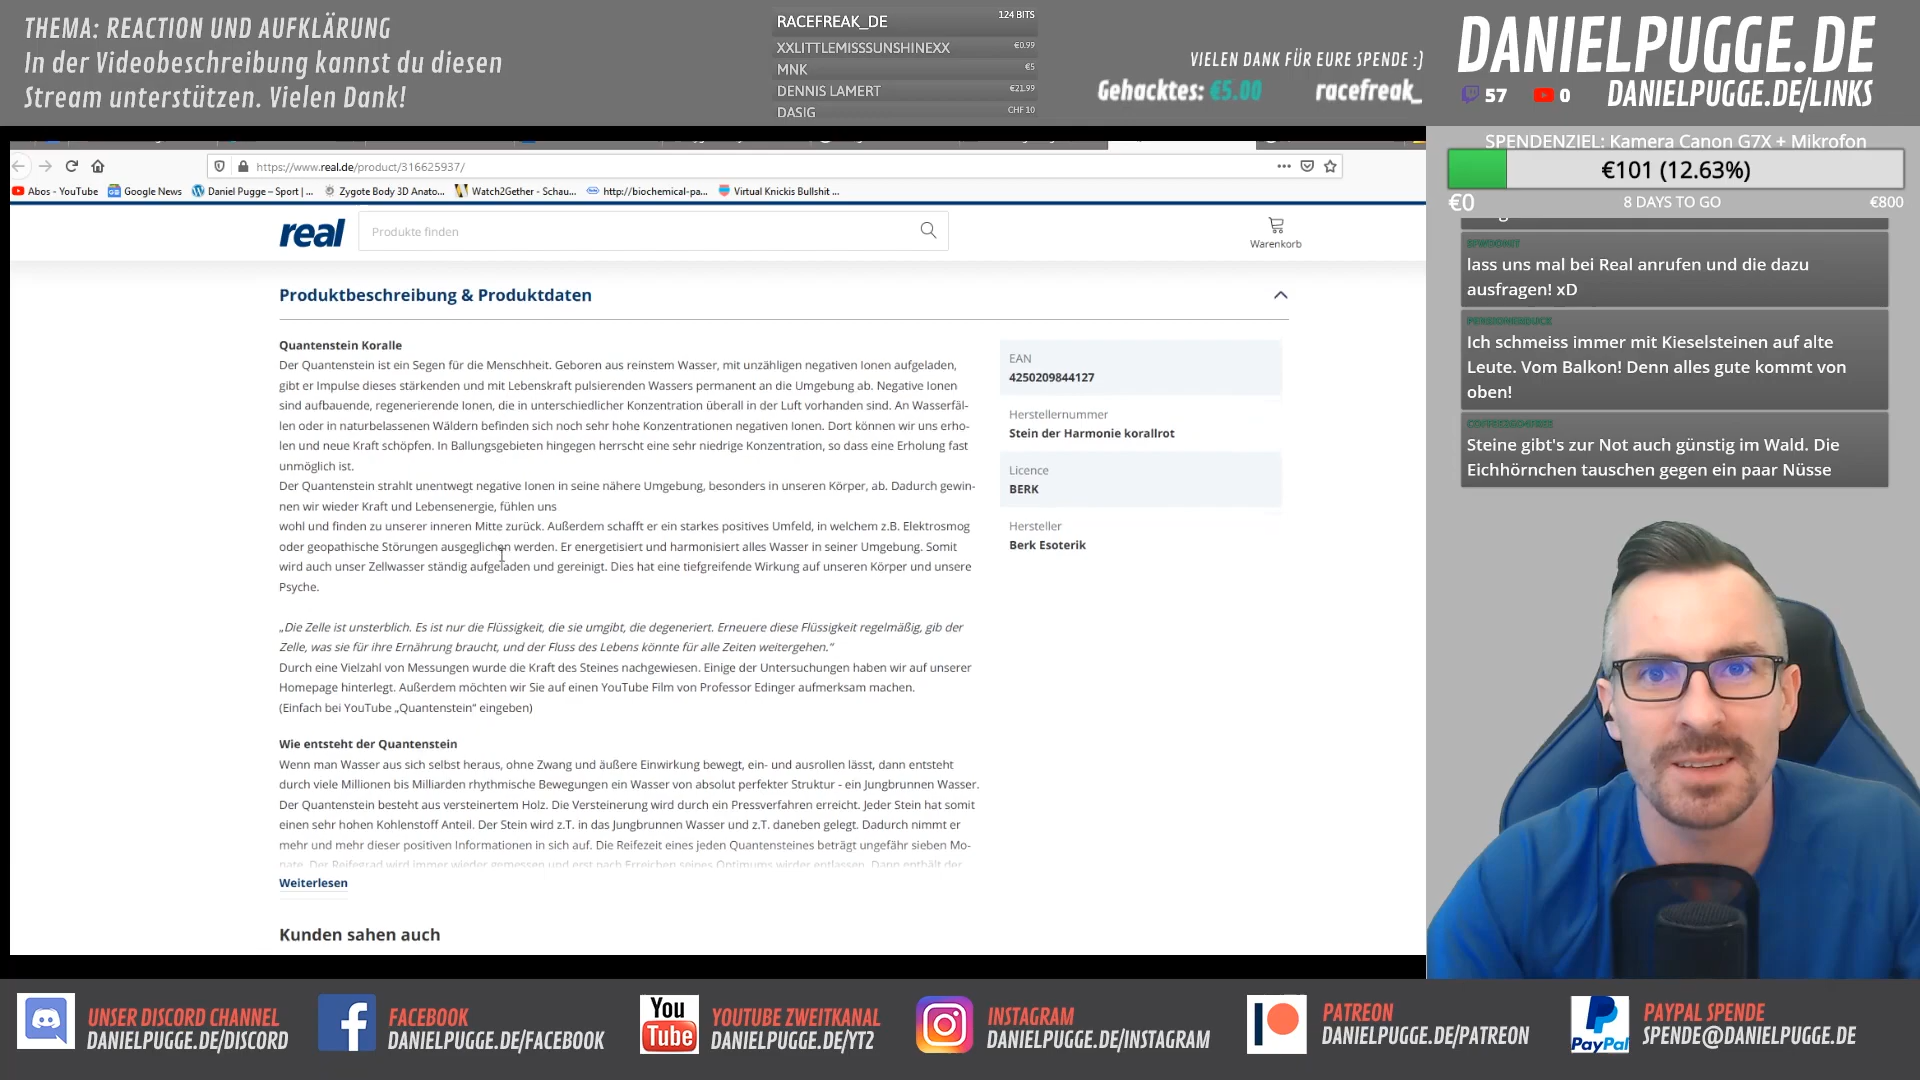 THEMA: REACTION UND AUFKLÄRUNG
In der Videobeschreibung kannst du diesen
Stream unterstützen. Vielen Dank!
RACEFREAK_DE 124 BITS
XXLITTLEMISSSUNSHINEXX €0.99
MNK €5
DENNIS LAMERT €21.99
DASIG CHF 10
VIELEN DANK FÜR EURE SPENDE :)
Gehacktes: €5.00 racefreak_
DANIELPUGGE.DE
57 0 DANIELPUGGE.DE/LINKS
https://www.real.de/product/316625937/
Abos - YouTube Google News Daniel Pugge – Sport | ... Zygote Body 3D Anato... Watch2Gether - Schau... http://biochemical-pa... Virtual Knickis Bullshit ...
real Produkte finden
Warenkorb
Produktbeschreibung & Produktdaten
Quantenstein Koralle
Der Quantenstein ist ein Segen für die Menschheit. Geboren aus reinstem Wasser, mit unzähligen negativen Ionen aufgeladen,
gibt er Impulse dieses stärkenden und mit Lebenskraft pulsierenden Wassers permanent an die Umgebung ab. Negative Ionen
sind aufbauende, regenerierende Ionen, die in unterschiedlicher Konzentration überall in der Luft vorhanden sind. An Wasserfäl-
len oder in naturbelassenen Wäldern befinden sich noch sehr hohe Konzentrationen negativen Ionen. Dort können wir uns erho-
len und neue Kraft schöpfen. In Ballungsgebieten hingegen herrscht eine sehr niedrige Konzentration, so dass eine Erholung fast
unmöglich ist.
Der Quantenstein strahlt unentwegt negative Ionen in seine nähere Umgebung, besonders in unseren Körper, ab. Dadurch gewin-
nen wir wieder Kraft und Lebensenergie, fühlen uns
wohl und finden zu unserer inneren Mitte zurück. Außerdem schafft er ein starkes positives Umfeld, in welchem z.B. Elektrosmog
oder geopathische Störungen ausgeglichen werden. Er energetisiert und harmonisiert alles Wasser in seiner Umgebung. Somit
wird auch unser Zellwasser ständig aufgeladen und gereinigt. Dies hat eine tiefgreifende Wirkung auf unseren Körper und unsere
Psyche.
„Die Zelle ist unsterblich. Es ist nur die Flüssigkeit, die sie umgibt, die degeneriert. Erneuere diese Flüssigkeit regelmäßig, gib der
Zelle, was sie für ihre Ernährung braucht, und der Fluss des Lebens könnte für alle Zeiten weitergehen.“
Durch eine Vielzahl von Messungen wurde die Kraft des Steines nachgewiesen. Einige der Untersuchungen haben wir auf unserer
Homepage hinterlegt. Außerdem möchten wir Sie auf einen YouTube Film von Professor Edinger aufmerksam machen.
(Einfach bei YouTube „Quantenstein“ eingeben)
Wie entsteht der Quantenstein
Wenn man Wasser aus sich selbst heraus, ohne Zwang und äußere Einwirkung bewegt, ein- und ausrollen lässt, dann entsteht
durch viele Millionen bis Milliarden rhythmische Bewegungen ein Wasser von absolut perfekter Struktur - ein Jungbrunnen Wasser.
Der Quantenstein besteht aus versteinertem Holz. Die Versteinerung wird durch ein Pressverfahren erreicht. Jeder Stein hat somit
einen sehr hohen Kohlenstoff Anteil. Der Stein wird z.T. in das Jungbrunnen Wasser und z.T. daneben gelegt. Dadurch nimmt er
mehr und mehr dieser positiven Informationen in sich auf. Die Reifezeit eines jeden Quantensteines beträgt ungefähr sieben Mo-
nate. Der Reifegrad wird immer wieder gemessen und erst nach Erreichen seines Optimums wirder entlassen. Dann enthält der
Weiterlesen
Kunden sahen auch
EAN
4250209844127
Herstellernummer
Stein der Harmonie korallrot
Licence
BERK
Hersteller
Berk Esoterik
SPENDENZIEL: Kamera Canon G7X + Mikrofon
€101 (12.63%)
€0 8 DAYS TO GO €800
lass uns mal bei Real anrufen und die dazu
ausfragen! xD
Ich schmeiss immer mit Kieselsteinen auf alte
Leute. Vom Balkon! Denn alles gute kommt von
oben!
Steine gibt's zur Not auch günstig im Wald. Die
Eichhörnchen tauschen gegen ein paar Nüsse
UNSER DISCORD CHANNEL
DANIELPUGGE.DE/DISCORD
FACEBOOK
DANIELPUGGE.DE/FACEBOOK
You
Tube
YOUTUBE ZWEITKANAL
DANIELPUGGE.DE/YT2
INSTAGRAM
DANIELPUGGE.DE/INSTAGRAM
PATREON
DANIELPUGGE.DE/PATREON
PayPal
PAYPAL SPENDE
SPENDE@DANIELPUGGE.DE